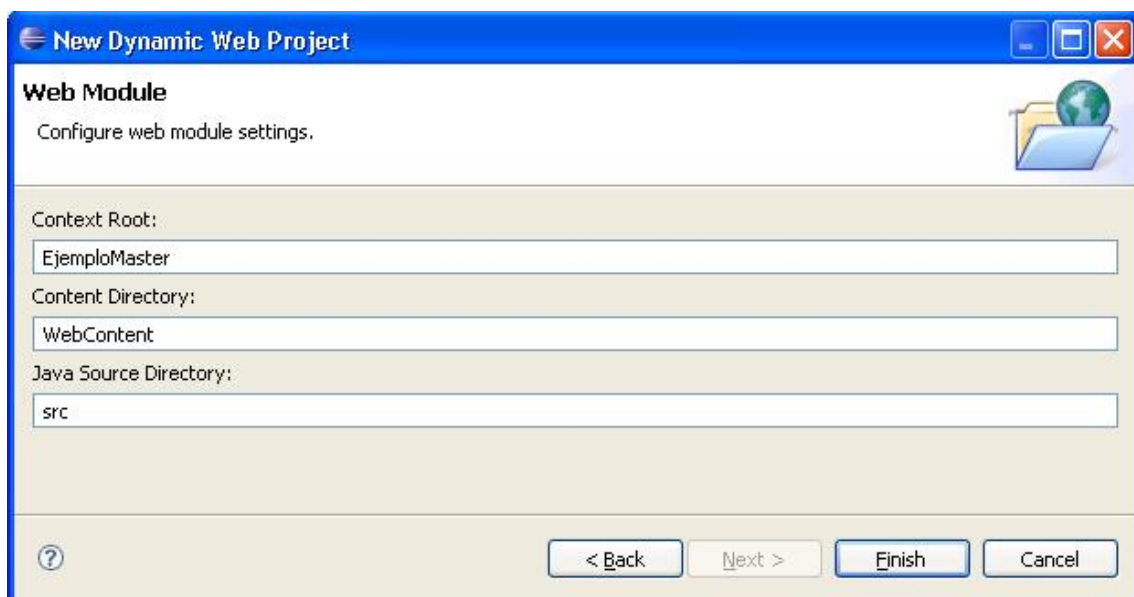 New Dynamic Web Project
Web Module
Configure web module settings.
Context Root:
EjemploMaster
Content Directory:
WebContent
Java Source Directory:
src
? < Back Next > Finish Cancel